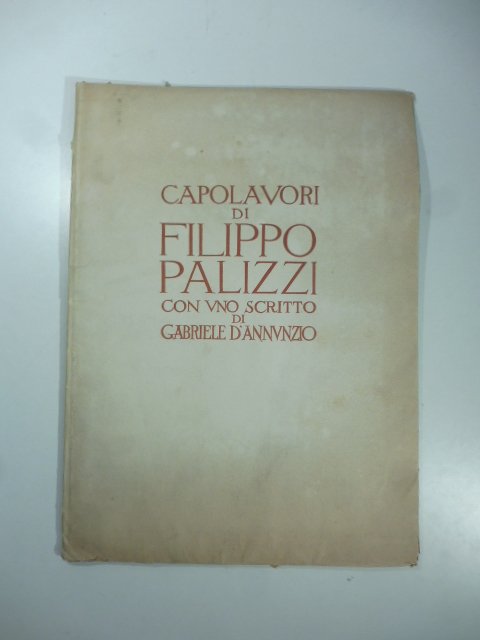 CAPOLAVORI
DI
FILIPPO
PALIZZI
CON VNO SCRITTO
DI
GABRIELE D'ANNVNZIO